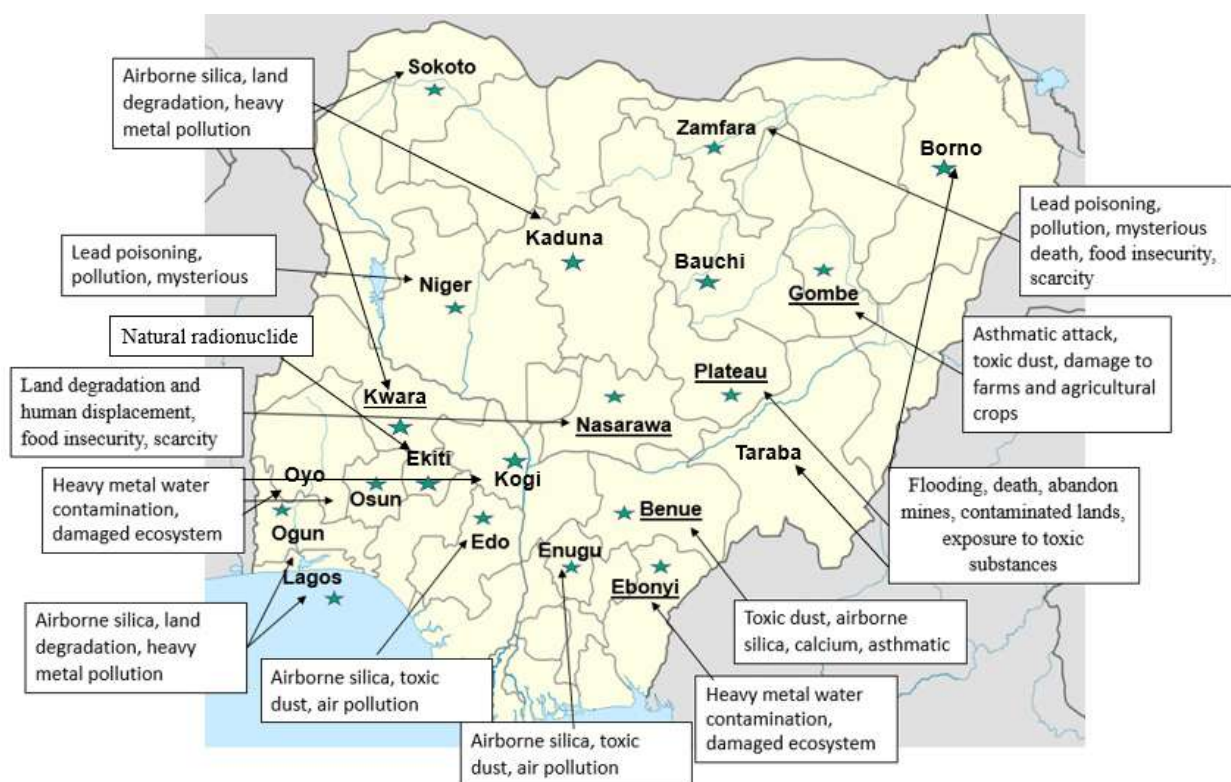 Airborne silica, land
degradation, heavy
metal pollution
Sokoto
Zamfara
Borno
Lead poisoning,
pollution, mysterious
death, food insecurity,
scarcity
Kaduna
Bauchi
Gombe
Lead poisoning,
pollution, mysterious
Niger
Natural radionuclide
Asthmatic attack,
toxic dust, damage to
farms and agricultural
crops
Land degradation and
human displacement,
food insecurity, scarcity
Kwara
Plateau
Nasarawa
Taraba
Ekiti
Kogi
Oyo
Osun
Heavy metal water
contamination,
damaged ecosystem
Ogun
Edo
Benue
Enugu
Ebonyi
Lagos
Flooding, death, abandon
mines, contaminated lands,
exposure to toxic
substances
Airborne silica, land
degradation, heavy
metal pollution
Toxic dust, airborne
silica, calcium, asthmatic
Airborne silica, toxic
dust, air pollution
Heavy metal water
contamination,
damaged ecosystem
Airborne silica, toxic
dust, air pollution